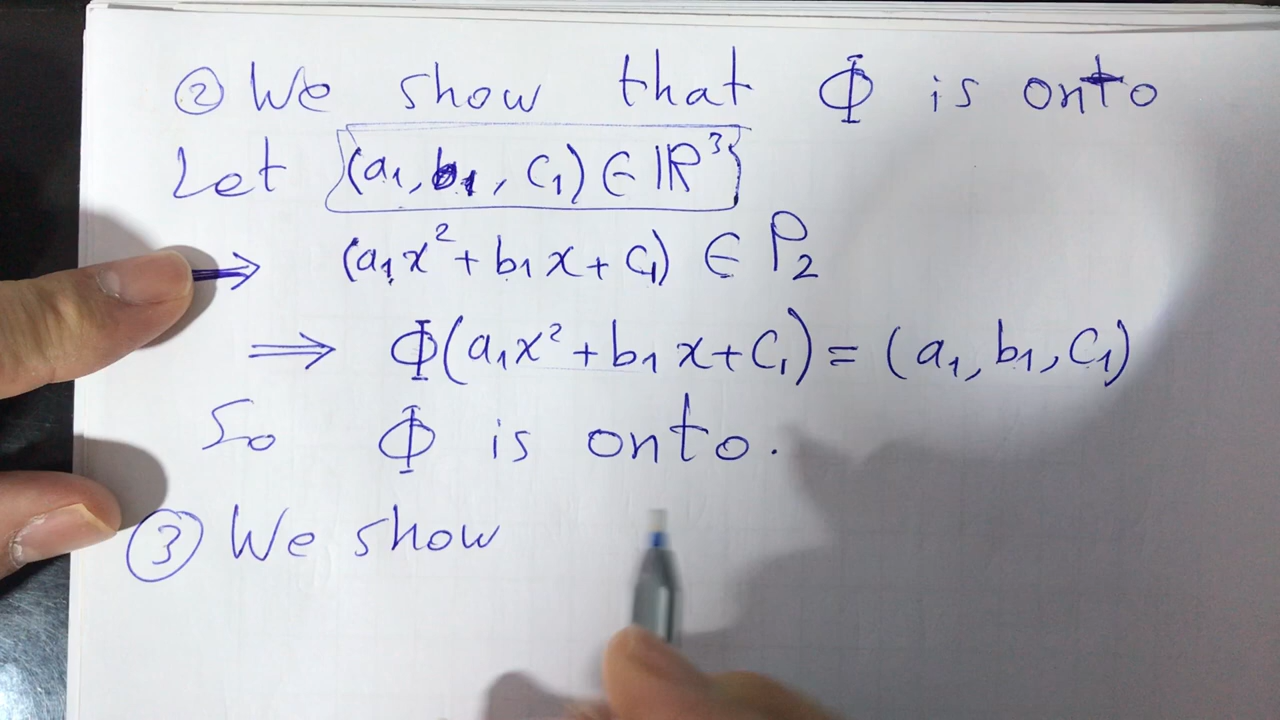 ② We show that Φ is onto
Let (a₁, b₁, c₁) ∈ ℝ³
⇒ (a₁x² + b₁x + c₁) ∈ P₂
⇒ Φ(a₁x² + b₁x + c₁) = (a₁, b₁, c₁)
So Φ is onto.
③ We show